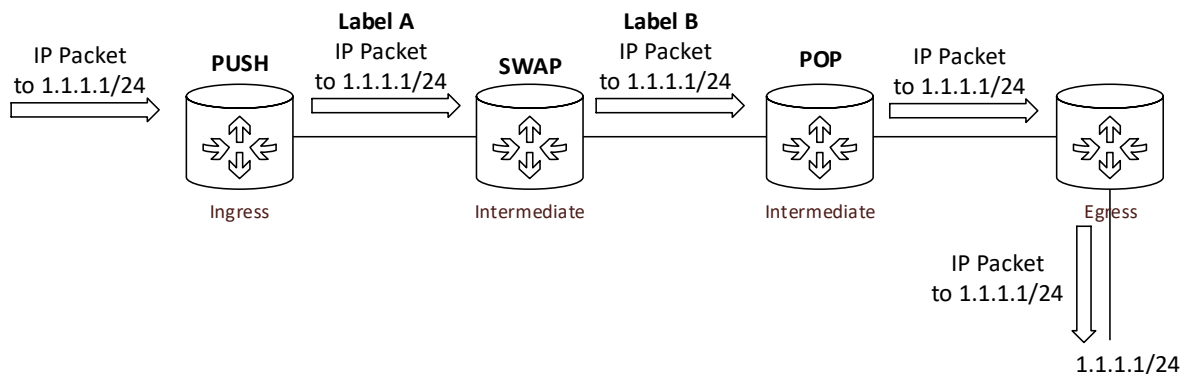 IP Packet
to 1.1.1.1/24
PUSH
Label A
IP Packet
to 1.1.1.1/24
SWAP
Label B
IP Packet
to 1.1.1.1/24
POP
IP Packet
to 1.1.1.1/24
Ingress
Intermediate
Intermediate
Egress
IP Packet
to 1.1.1.1/24
1.1.1.1/24